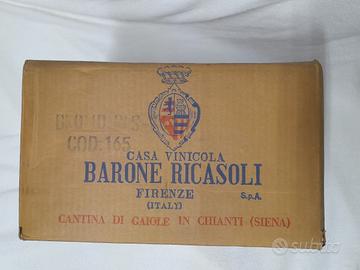 COD:165
CASA VINICOLA
BARONE RICASOLI
FIRENZE S.p.A.
(ITALY)
CANTINA DI GAIOLE IN CHIANTI (SIENA)
subito